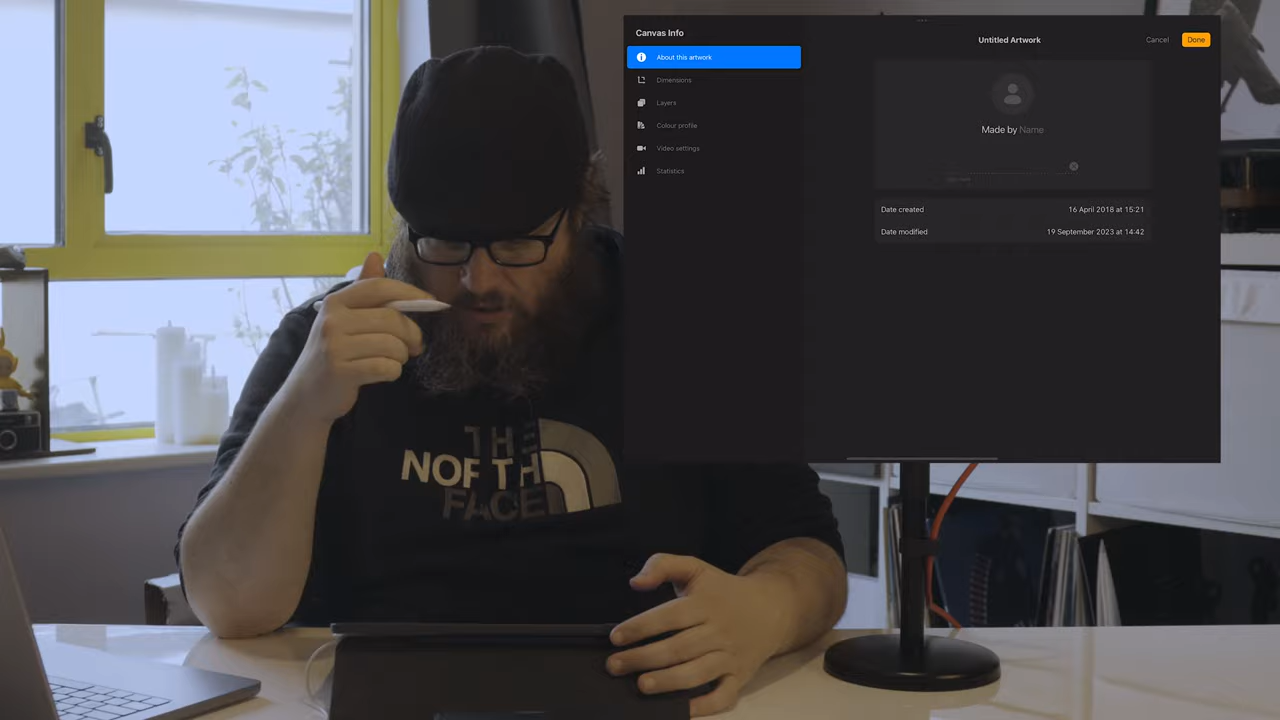 Canvas Info
About this artwork
Dimensions
Layers
Colour profile
Video settings
Statistics
Untitled Artwork
Cancel
Done
Made by Name
Date created
16 April 2018 at 15:21
Date modified
19 September 2023 at 14:42
THE
NORTH
FACE